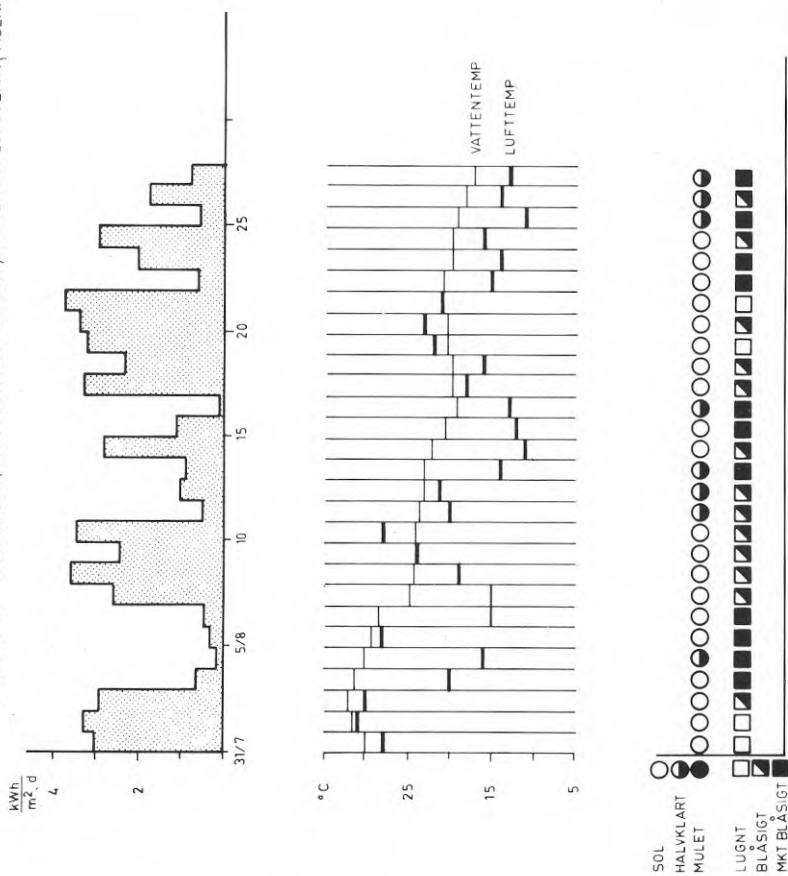 kWh
m², d
4
2
31/7
5/8
10
15
20
25
°C
25
15
5
VATTENTEMP
LUFTTEMP
SOL
HALVKLART
MULET
LUGNT
BLÅSIGT
MKT BLÅSIGT